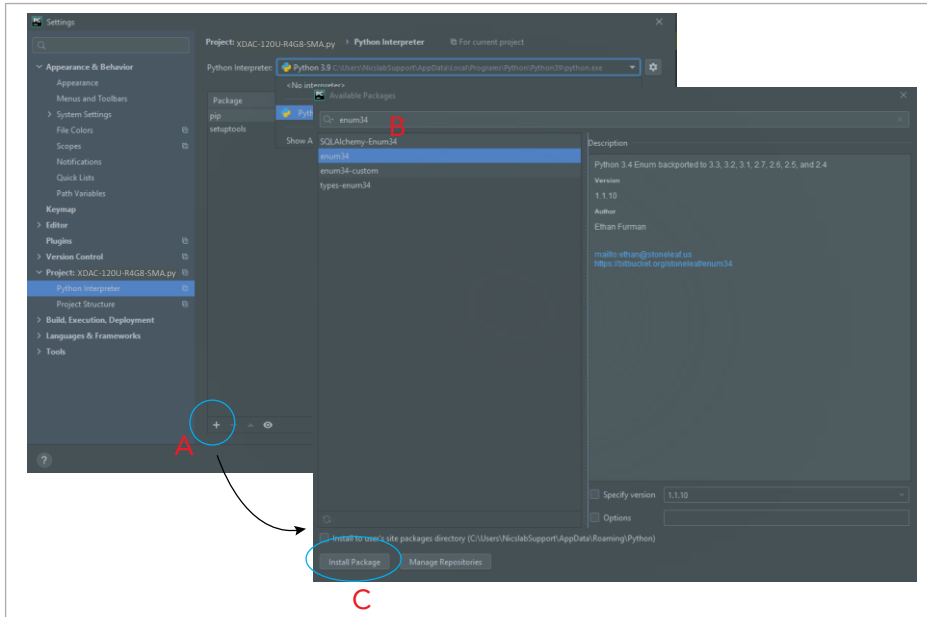 Settings
Project: XDAC-120U-R4G8-SMA.py › Python Interpreter For current project
Python Interpreter: Python 3.9 C:\Users\NicslabSupport\AppData\Local\Programs\Python\Python39\python.exe
<No interpreter>
Pyth
Show A
Package
pip
setuptools
Appearance & Behavior
Appearance
Menus and Toolbars
System Settings
File Colors
Scopes
Notifications
Quick Lists
Path Variables
Keymap
Editor
Plugins
Version Control
Project: XDAC-120U-R4G8-SMA.py
Python Interpreter
Project Structure
Build, Execution, Deployment
Languages & Frameworks
Tools
A
?
Available Packages
enum34
B
SQLAlchemy-Enum34
enum34
enum34-custom
types-enum34
Description
Python 3.4 Enum backported to 3.3, 3.2, 3.1, 2.7, 2.6, 2.5, and 2.4
Version
1.1.10
Author
Ethan Furman
mailto:ethan@stoneleaf.us
https://bitbucket.org/stoneleaf/enum34
Specify version 1.1.10
Options
Install to user's site packages directory (C:\Users\NicslabSupport\AppData\Roaming\Python)
Install Package Manage Repositories
C